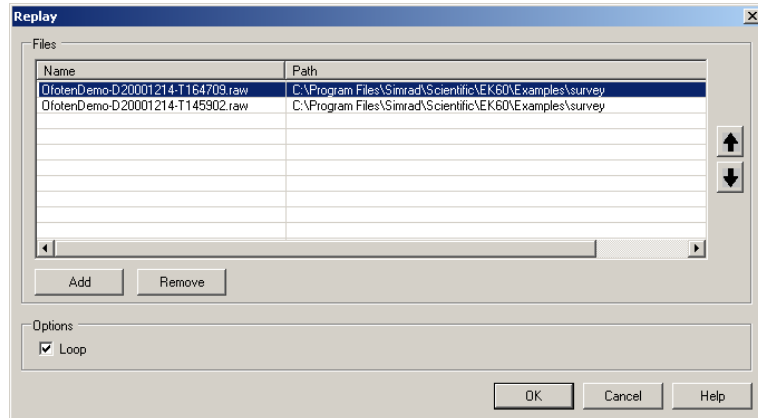 Replay
Files
Name Path
OfotenDemo-D20001214-T164709.raw C:\Program Files\Simrad\Scientific\EK60\Examples\survey
OfotenDemo-D20001214-T145902.raw C:\Program Files\Simrad\Scientific\EK60\Examples\survey
Add Remove
Options
Loop
OK Cancel Help